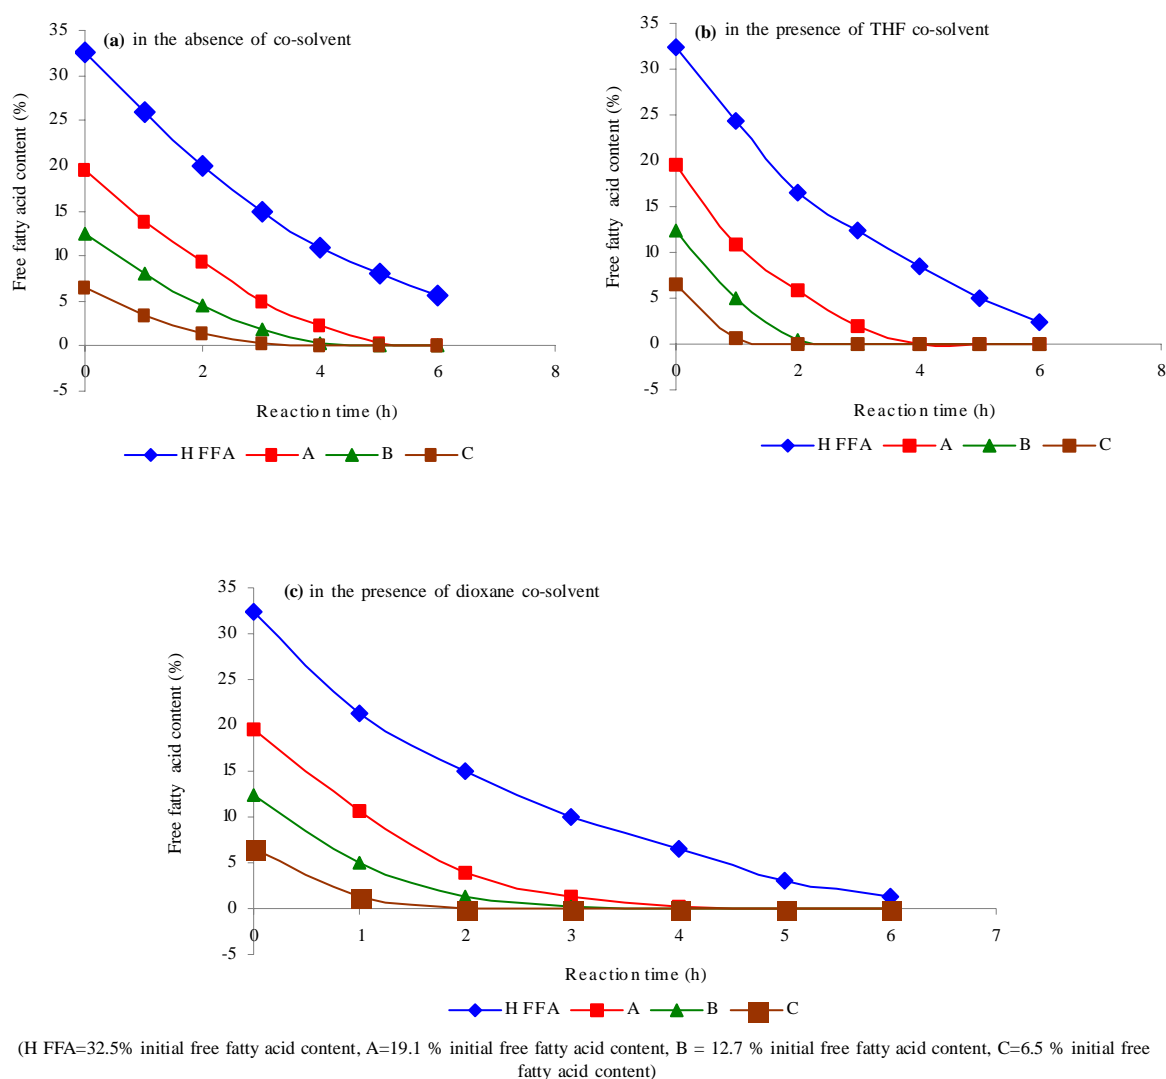 (a) in the absence of co-solvent
35
30
25
20
15
10
5
0
-5
Free fatty acid content (%)
0 2 4 6 8
Reaction time (h)
H FFA A B C
(b) in the presence of THF co-solvent
35
30
25
20
15
10
5
0
-5
Free fatty acid content (%)
0 2 4 6 8
Reaction time (h)
H FFA A B C
(c) in the presence of dioxane co-solvent
35
30
25
20
15
10
5
0
-5
Free fatty acid content (%)
0 1 2 3 4 5 6 7
Reaction time (h)
H FFA A B C
(H FFA=32.5% initial free fatty acid content, A=19.1 % initial free fatty acid content, B = 12.7 % initial free fatty acid content, C=6.5 % initial free
fatty acid content)